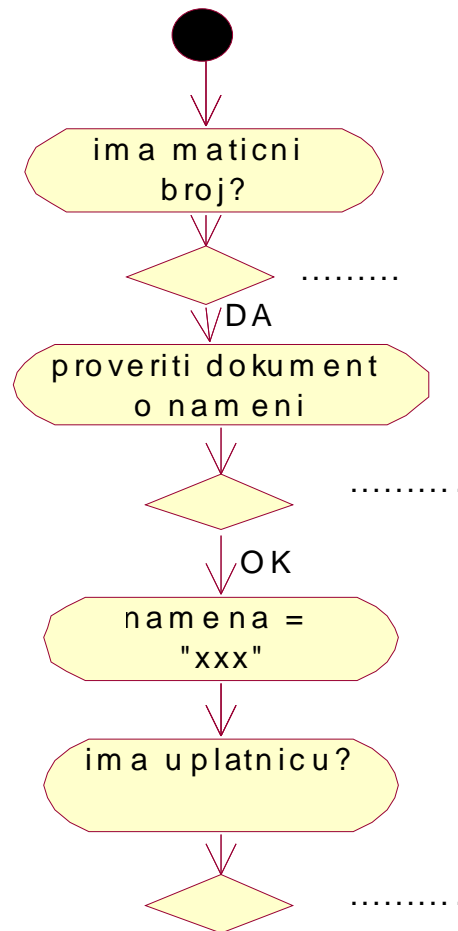 ima maticni
broj?
.........
DA
proveriti dokument
o nameni
..........
OK
namena =
"xxx"
ima uplatnicu?
..........